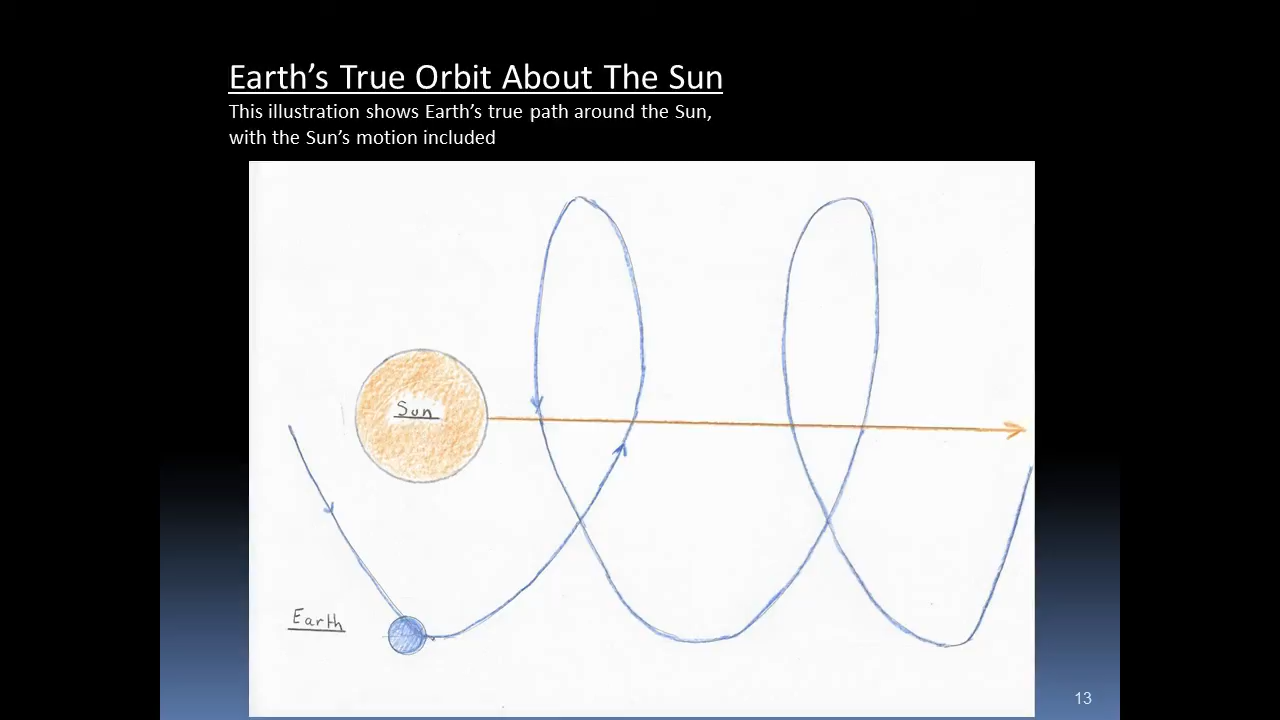 Earth’s True Orbit About The Sun
This illustration shows Earth’s true path around the Sun,
with the Sun’s motion included
Sun
Earth
13